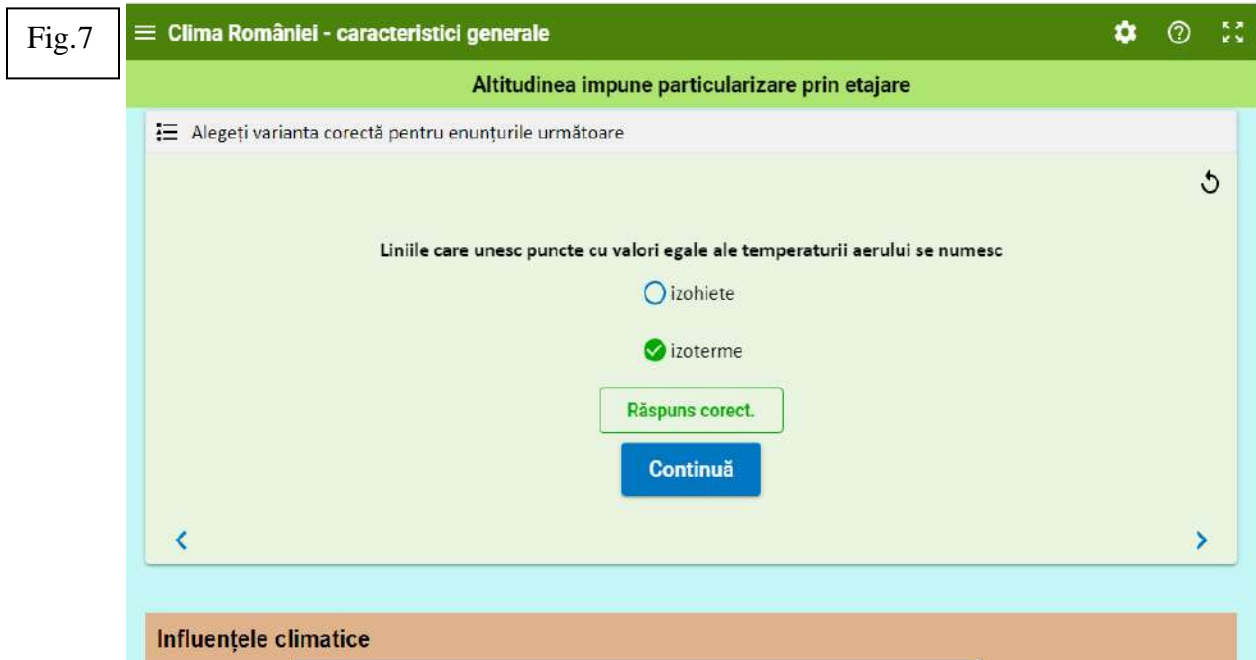 Fig.7
Clima României - caracteristici generale
Altitudinea impune particularizare prin etajare
Alegeți varianta corectă pentru enunțurile următoare
Liniile care unesc puncte cu valori egale ale temperaturii aerului se numesc
izohiete
izoterme
Răspuns corect.
Continuă
Influențele climatice